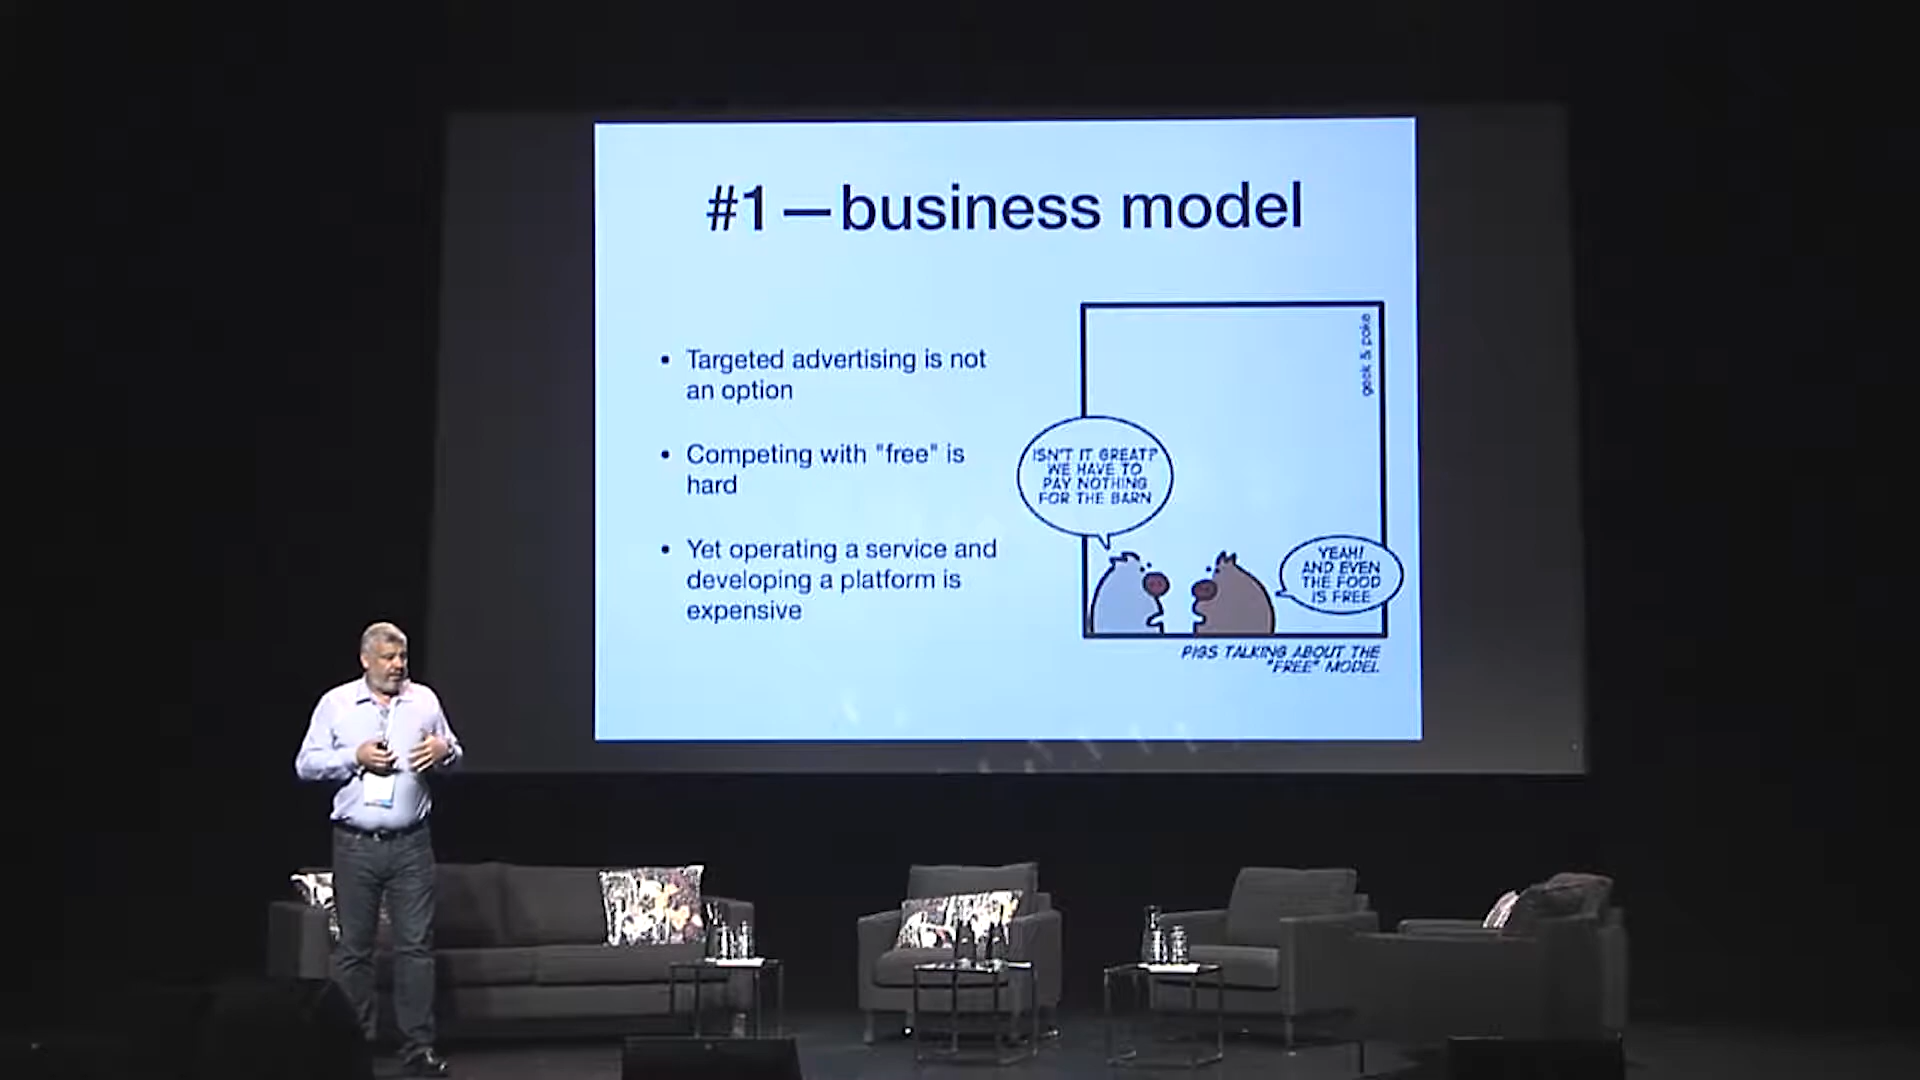 #1—business model
• Targeted advertising is not
an option
• Competing with "free" is
hard
• Yet operating a service and
developing a platform is
expensive
geek & poke
ISN'T IT GREAT?
WE HAVE TO
PAY NOTHING
FOR THE BARN
YEAH!
AND EVEN
THE FOOD
IS FREE
PIGS TALKING ABOUT THE
"FREE" MODEL